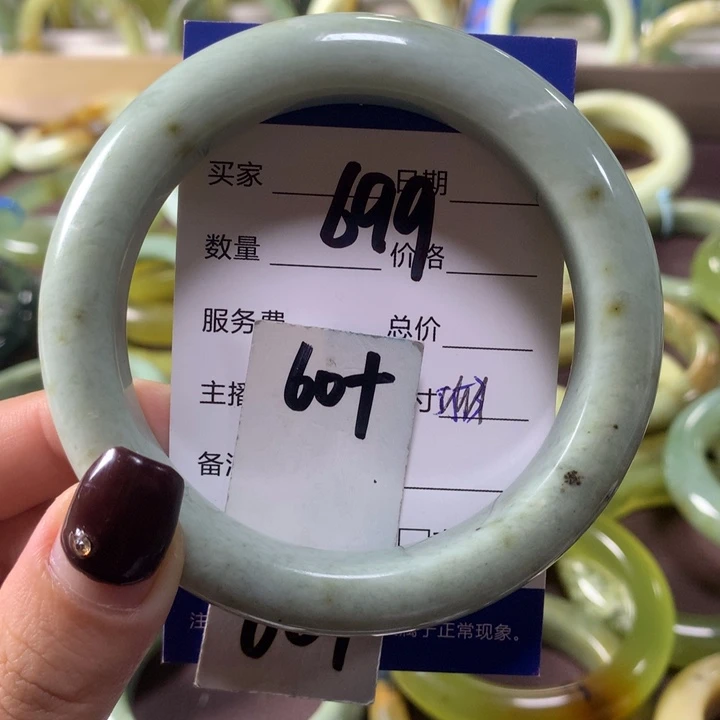 买家 日期
699
数量 价格
服务费 总价
60+
主播 寸
备注
601
注 属于正常现象。